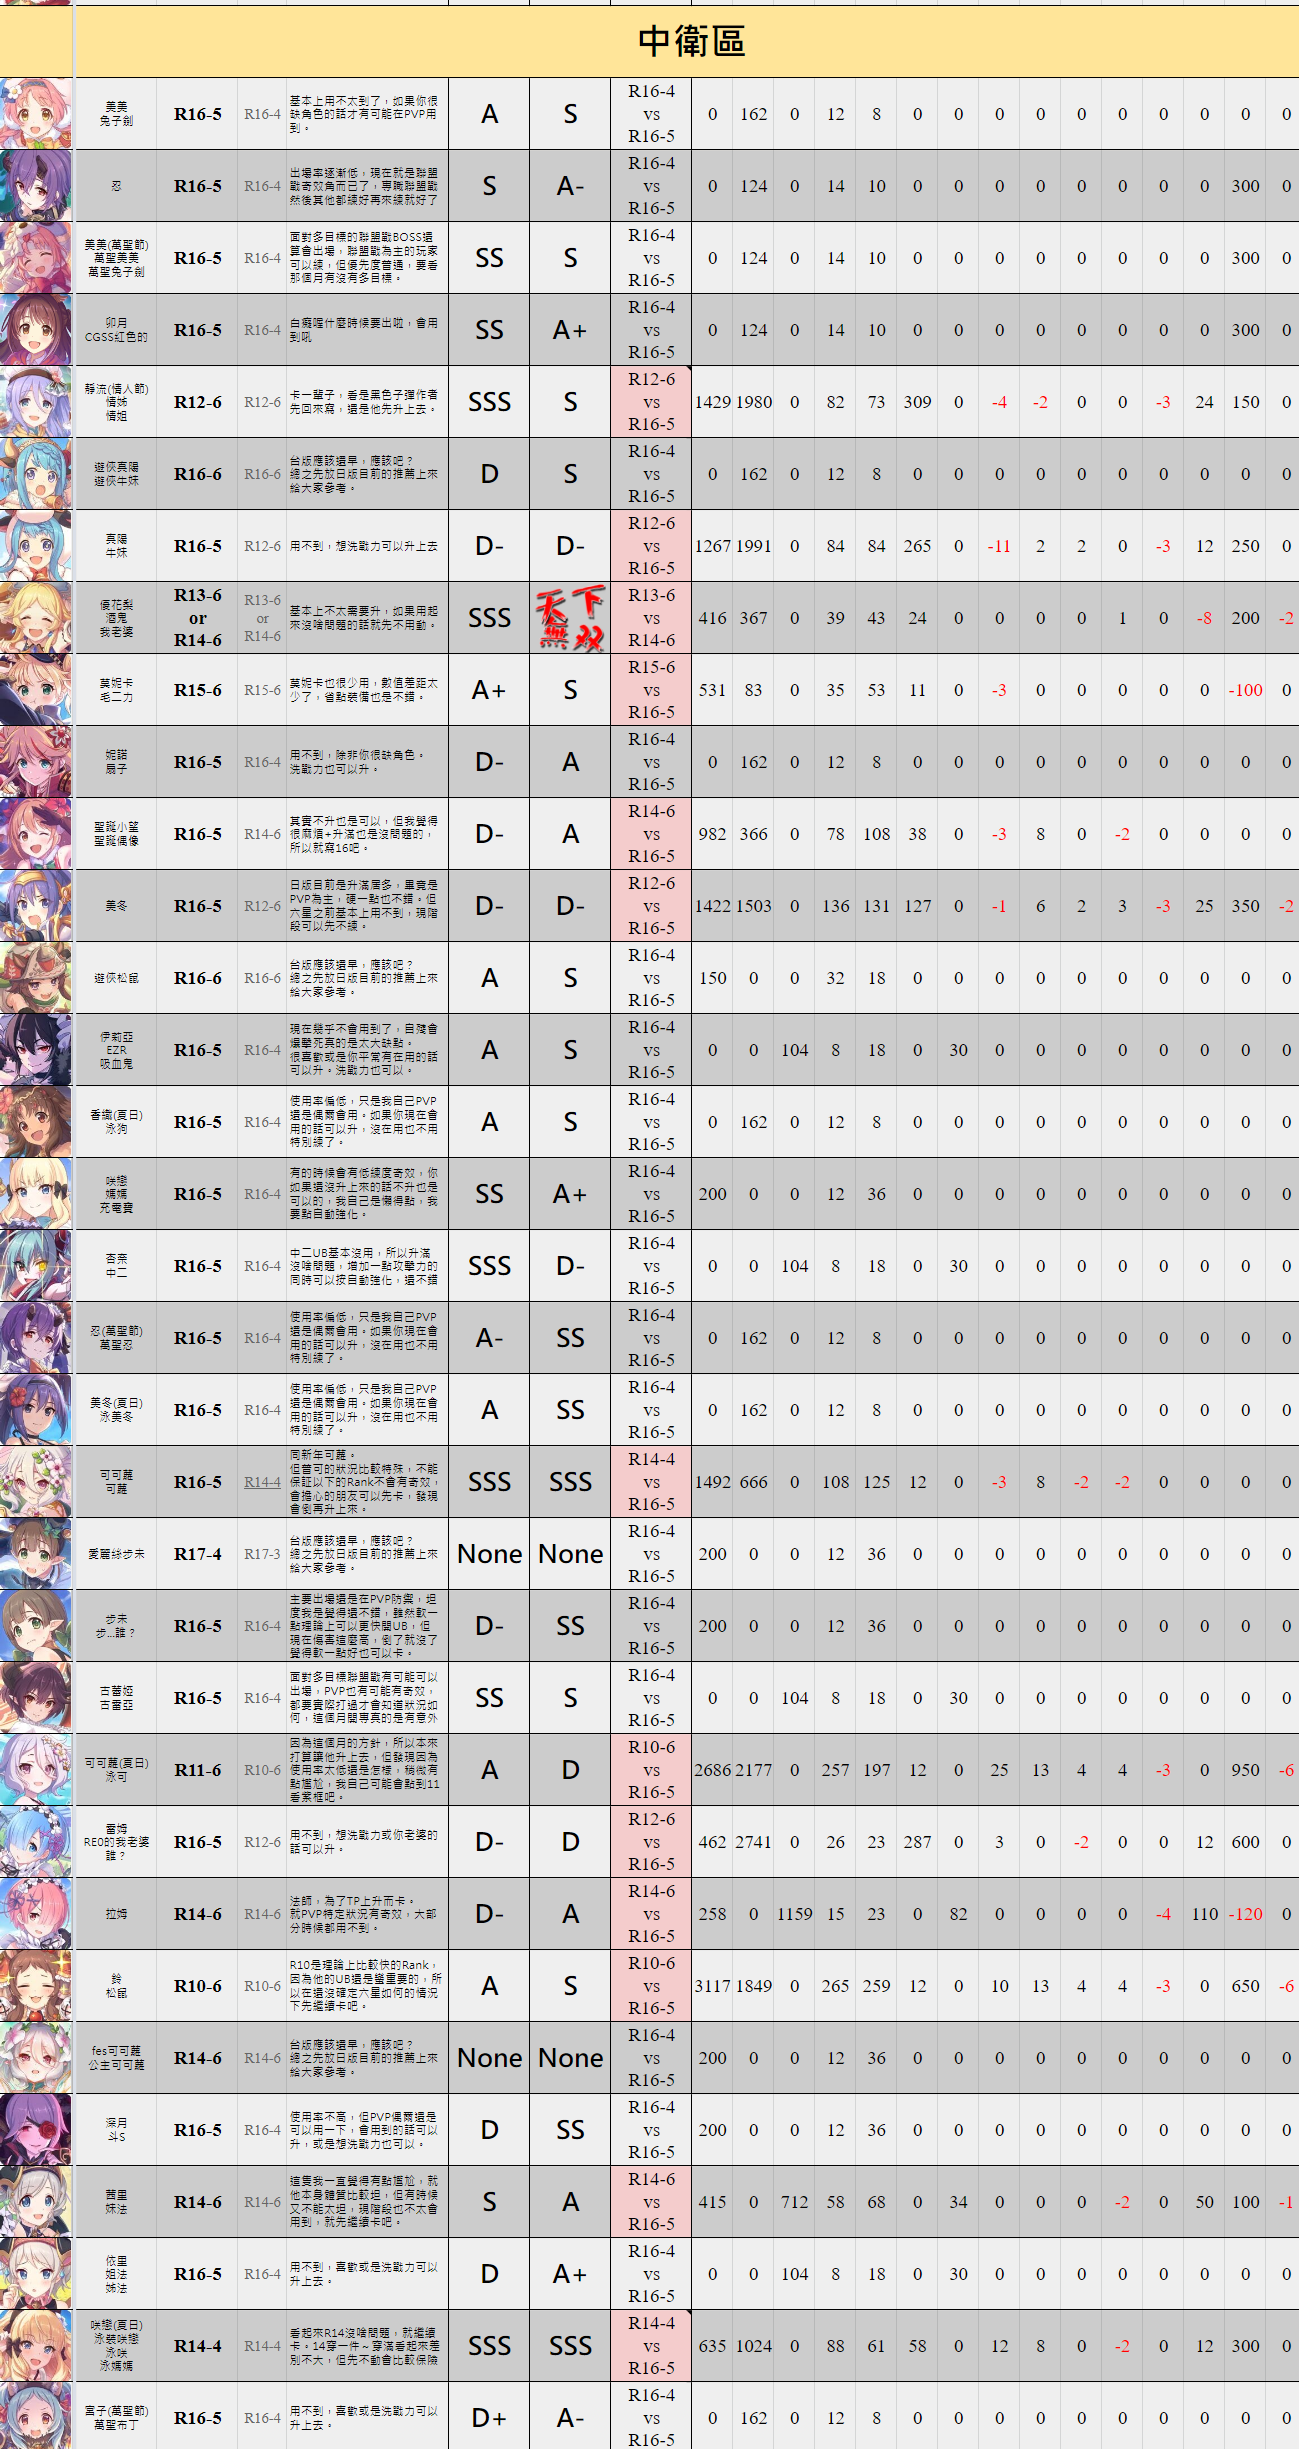 中衛區
美美
兔子劍
R16-5
R16-4
基本上用不太到了，如果你很
缺角色的話才有可能在PVP用
到。
A
S
R16-4
vs
R16-5
0 162 0 12 8 0 0 0 0 0 0 0 0 0 0
忍
R16-5
R16-4
出場率逐漸低，現在就是聯盟
戰奇效角而已了，專職聯盟戰
然後其他都練好再來練就好了
S
A-
R16-4
vs
R16-5
0 124 0 14 10 0 0 0 0 0 0 0 0 300 0
美美(萬聖節)
萬聖美美
萬聖兔子劍
R16-5
R16-4
面對多目標的聯盟戰BOSS還
算會出場，聯盟戰為主的玩家
可以練，但優先度普通，要看
那個月有沒有多目標。
SS
S
R16-4
vs
R16-5
0 124 0 14 10 0 0 0 0 0 0 0 0 300 0
卯月
CGSS紅色的
R16-5
R16-4
白癡喔什麼時候要出啦，會用
到吼
SS
A+
R16-4
vs
R16-5
0 124 0 14 10 0 0 0 0 0 0 0 0 300 0
靜流(情人節)
情姊
情姐
R12-6
R12-6
卡一輩子，看是黑色子彈作者
先回來寫，還是他先升上去。
SSS
S
R12-6
vs
R16-5
1429 1980 0 82 73 309 0 -4 -2 0 0 -3 24 150 0
遊俠真陽
遊俠牛妹
R16-6
R16-6
台版應該還早，應該吧？
總之先放日版目前的推薦上來
給大家參考。
D
S
R16-4
vs
R16-5
0 162 0 12 8 0 0 0 0 0 0 0 0 0 0
真陽
牛妹
R16-5
R12-6
用不到，想洗戰力可以升上去
D-
D-
R12-6
vs
R16-5
1267 1991 0 84 84 265 0 -11 2 2 0 -3 12 250 0
優花梨
酒鬼
我老婆
R13-6
or
R14-6
R13-6
or
R14-6
基本上不太需要升，如果用起
來沒啥問題的話就先不用動。
SSS
天下
無双
R13-6
vs
R14-6
416 367 0 39 43 24 0 0 0 0 1 0 -8 200 -2
莫妮卡
毛二力
R15-6
R15-6
莫妮卡也很少用，數值差距太
少了，省點裝備也是不錯。
A+
S
R15-6
vs
R16-5
531 83 0 35 53 11 0 -3 0 0 0 0 0 -100 0
妮諾
扇子
R16-5
R16-4
用不到，除非你很缺角色。
洗戰力也可以升。
D-
A
R16-4
vs
R16-5
0 162 0 12 8 0 0 0 0 0 0 0 0 0 0
聖誕小望
聖誕偶像
R16-5
R14-6
其實不升也是可以，但我覺得
很麻煩+升滿也是沒問題的，
所以就寫16吧。
D-
A
R14-6
vs
R16-5
982 366 0 78 108 38 0 -3 8 0 -2 0 0 0 0
美冬
R16-5
R12-6
日版目前是升滿居多，畢竟是
PVP為主，硬一點也不錯。但
六星之前基本上用不到，現階
段可以先不練。
D-
D-
R12-6
vs
R16-5
1422 1503 0 136 131 127 0 -1 6 2 3 -3 25 350 -2
遊俠松鼠
R16-6
R16-6
台版應該還早，應該吧？
總之先放日版目前的推薦上來
給大家參考。
A
S
R16-4
vs
R16-5
150 0 0 32 18 0 0 0 0 0 0 0 0 0 0
伊莉亞
EZR
吸血鬼
R16-5
R16-4
現在幾乎不會用到了，自殘會
爆擊死真的是太大缺點。
很喜歡或是你平常有在用的話
可以升。洗戰力也可以。
A
S
R16-4
vs
R16-5
0 0 104 8 18 0 30 0 0 0 0 0 0 0 0
香織(夏日)
泳狗
R16-5
R16-4
使用率偏低，只是我自己PVP
還是偶爾會用。如果你現在會
用的話可以升，沒在用也不用
特別練了。
A
S
R16-4
vs
R16-5
0 162 0 12 8 0 0 0 0 0 0 0 0 0 0
咲戀
媽媽
充電寶
R16-5
R16-4
有的時候會有低練度奇效，你
如果還沒升上來的話不升也是
可以的，我自己是懶得點，我
要點自動強化。
SS
A+
R16-4
vs
R16-5
200 0 0 12 36 0 0 0 0 0 0 0 0 0 0
杏奈
中二
R16-5
R16-4
中二UB基本沒用，所以升滿
沒啥問題，增加一點攻擊力的
同時可以按自動強化，還不錯
SSS
D-
R16-4
vs
R16-5
0 0 104 8 18 0 30 0 0 0 0 0 0 0 0
忍(萬聖節)
萬聖忍
R16-5
R16-4
使用率偏低，只是我自己PVP
還是偶爾會用。如果你現在會
用的話可以升，沒在用也不用
特別練了。
A-
SS
R16-4
vs
R16-5
0 162 0 12 8 0 0 0 0 0 0 0 0 0 0
美冬(夏日)
泳美冬
R16-5
R16-4
使用率偏低，只是我自己PVP
還是偶爾會用。如果你現在會
用的話可以升，沒在用也不用
特別練了。
A
SS
R16-4
vs
R16-5
0 162 0 12 8 0 0 0 0 0 0 0 0 0 0
可可蘿
可蘿
R16-5
R14-4
同新年可蘿。
但普可的狀況比較特殊，不能
保証以下的Rank不會有奇效，
會擔心的朋友可以先卡，發現
會倒再升上來。
SSS
SSS
R14-4
vs
R16-5
1492 666 0 108 125 12 0 -3 8 -2 -2 0 0 0 0
愛麗絲步未
R17-4
R17-3
台版應該還早，應該吧？
總之先放日版目前的推薦上來
給大家參考。
None
None
R16-4
vs
R16-5
200 0 0 12 36 0 0 0 0 0 0 0 0 0 0
步未
步...誰？
R16-5
R16-4
主要出場還是在PVP防禦，坦
度我是覺得還不錯，雖然軟一
點理論上可以更快開UB，但
現在傷害這麼高，倒了就沒了
覺得軟一點好也可以卡。
D-
SS
R16-4
vs
R16-5
200 0 0 12 36 0 0 0 0 0 0 0 0 0 0
古蕾婭
古雷亞
R16-5
R16-4
面對多目標聯盟戰有可能可以
出場，PVP也有可能有奇效，
都要實際打過才會知道狀況如
何，這個月開專真的是有意外
SS
S
R16-4
vs
R16-5
0 0 104 8 18 0 30 0 0 0 0 0 0 0 0
可可蘿(夏日)
泳可
R11-6
R10-6
因為這個月的方針，所以本來
打算讓他升上去，但發現因為
使用率太低還是怎樣，稍微有
點尷尬，我自己可能會點到11
看紫框吧。
A
D
R10-6
vs
R16-5
2686 2177 0 257 197 12 0 25 13 4 4 -3 0 950 -6
雷姆
RE0的我老婆
誰？
R16-5
R12-6
用不到，想洗戰力或你老婆的
話可以升。
D-
D
R12-6
vs
R16-5
462 2741 0 26 23 287 0 3 0 -2 0 0 12 600 0
拉姆
R14-6
R14-6
法師，為了TP上升而卡。
就PVP特定狀況有奇效，大部
分時候都用不到。
D-
A
R14-6
vs
R16-5
258 0 1159 15 23 0 82 0 0 0 0 -4 110 -120 0
鈴
松鼠
R10-6
R10-6
R10是理論上比較快的Rank，
因為他的UB還是蠻重要的，所
以在還沒確定六星如何的情況
下先繼續卡吧。
A
S
R10-6
vs
R16-5
3117 1849 0 265 259 12 0 10 13 4 4 -3 0 650 -6
fes可可蘿
公主可可蘿
R14-6
R14-6
台版應該還早，應該吧？
總之先放日版目前的推薦上來
給大家參考。
None
None
R16-4
vs
R16-5
200 0 0 12 36 0 0 0 0 0 0 0 0 0 0
深月
斗S
R16-5
R16-4
使用率不高，但PVP偶爾還是
可以用一下，會用到的話可以
升，或是想洗戰力也可以。
D
SS
R16-4
vs
R16-5
200 0 0 12 36 0 0 0 0 0 0 0 0 0 0
茜里
妹法
R14-6
R14-6
這隻我一直覺得有點尷尬，就
他本身體質比較坦，但有時候
又不能太坦，現階段也不太會
用到，就先繼續卡吧。
S
A
R14-6
vs
R16-5
415 0 712 58 68 0 34 0 0 0 -2 0 50 100 -1
依里
姐法
姊法
R16-5
R16-4
用不到，喜歡或是洗戰力可以
升上去。
D
A+
R16-4
vs
R16-5
0 0 104 8 18 0 30 0 0 0 0 0 0 0 0
咲戀(夏日)
泳裝咲戀
泳咲
泳媽媽
R14-4
R14-4
看起來R14沒啥問題，就繼續
卡。14穿一件～穿滿看起來差
別不大，但先不動會比較保險
SSS
SSS
R14-4
vs
R16-5
635 1024 0 88 61 58 0 12 8 0 -2 0 12 300 0
宮子(萬聖節)
萬聖布丁
R16-5
R16-4
用不到，喜歡或是洗戰力可以
升上去。
D+
A-
R16-4
vs
R16-5
0 162 0 12 8 0 0 0 0 0 0 0 0 0 0